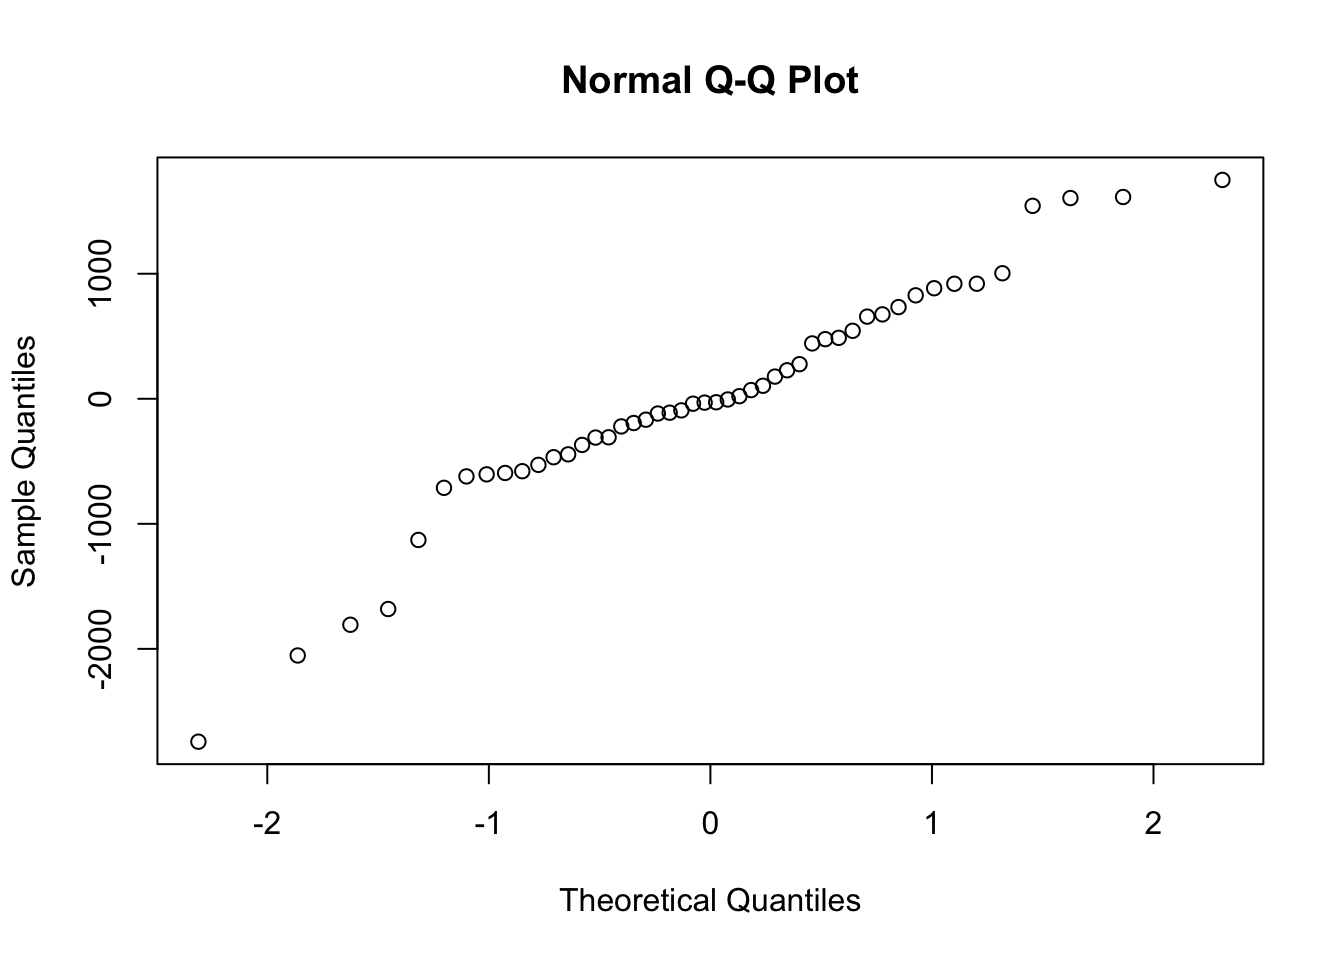 Normal Q-Q Plot
Sample Quantiles
1000
0
-1000
-2000
-2 -1 0 1 2
Theoretical Quantiles